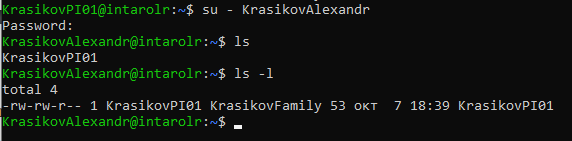 KrasikovPI01@intarolr:~$ su - KrasikovAlexandr
Password:
KrasikovAlexandr@intarolr:~$ ls
KrasikovPI01
KrasikovAlexandr@intarolr:~$ ls -l
total 4
-rw-rw-r-- 1 KrasikovPI01 KrasikovFamily 53 окт  7 18:39 KrasikovPI01
KrasikovAlexandr@intarolr:~$